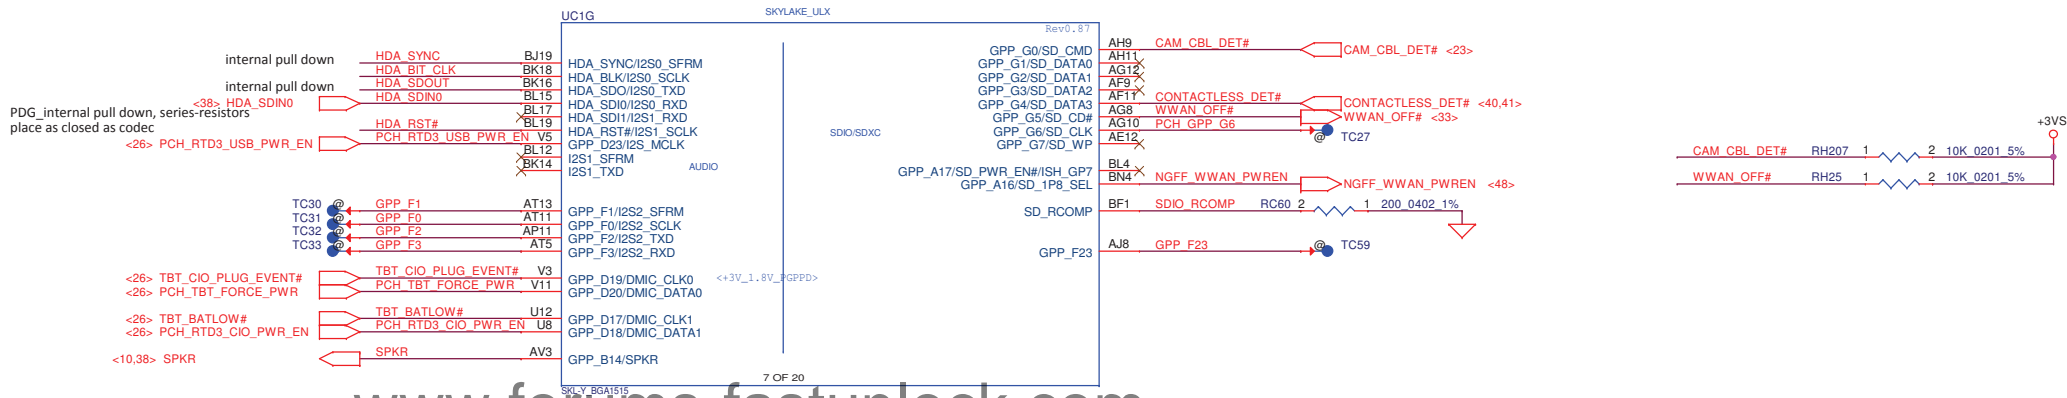 UC1G
SKYLAKE_ULX
Rev0.87
internal pull down
HDA_SYNC
BJ19
HDA_SYNC/I2S0_SFRM
HDA_BIT_CLK
BK18
HDA_BLK/I2S0_SCLK
internal pull down
HDA_SDOUT
BK16
HDA_SDO/I2S0_TXD
<38> HDA_SDIN0
HDA_SDIN0
BL15
HDA_SDI0/I2S0_RXD
PDG_internal pull down, series-resistors
place as closed as codec
BL17
HDA_SDI1/I2S1_RXD
HDA_RST#
BL19
HDA_RST#/I2S1_SCLK
<26> PCH_RTD3_USB_PWR_EN
PCH_RTD3_USB_PWR_EN
V5
GPP_D23/I2S_MCLK
BL12
I2S1_SFRM
BK14
I2S1_TXD
AUDIO
SDIO/SDXC
TC30 @
GPP_F1
AT13
GPP_F1/I2S2_SFRM
TC31 @
GPP_F0
AT11
GPP_F0/I2S2_SCLK
TC32 @
GPP_F2
AP11
GPP_F2/I2S2_TXD
TC33 @
GPP_F3
AT5
GPP_F3/I2S2_RXD
<26> TBT_CIO_PLUG_EVENT#
TBT_CIO_PLUG_EVENT#
V3
GPP_D19/DMIC_CLK0
<26> PCH_TBT_FORCE_PWR
PCH_TBT_FORCE_PWR
V11
GPP_D20/DMIC_DATA0
<+3V_1.8V_PGPPD>
<26> TBT_BATLOW#
TBT_BATLOW#
U12
GPP_D17/DMIC_CLK1
<26> PCH_RTD3_CIO_PWR_EN
PCH_RTD3_CIO_PWR_EN
U8
GPP_D18/DMIC_DATA1
<10,38> SPKR
SPKR
AV3
GPP_B14/SPKR
7 OF 20
SKL-Y_BGA1515
GPP_G0/SD_CMD
AH9
CAM_CBL_DET#
CAM_CBL_DET# <23>
GPP_G1/SD_DATA0
AH11
GPP_G2/SD_DATA1
AG12
GPP_G3/SD_DATA2
AF9
GPP_G4/SD_DATA3
AF11
CONTACTLESS_DET#
CONTACTLESS_DET# <40,41>
GPP_G5/SD_CD#
AG8
WWAN_OFF#
WWAN_OFF# <33>
GPP_G6/SD_CLK
AG10
PCH_GPP_G6
@ TC27
GPP_G7/SD_WP
AE12
GPP_A17/SD_PWR_EN#/ISH_GP7
BL4
GPP_A16/SD_1P8_SEL
BN4
NGFF_WWAN_PWREN
NGFF_WWAN_PWREN <48>
SD_RCOMP
BF1
SDIO_RCOMP
RC60 2 1 200_0402_1%
GPP_F23
AJ8
GPP_F23
@ TC59
+3VS
CAM_CBL_DET# RH207 1 2 10K_0201_5%
WWAN_OFF# RH25 1 2 10K_0201_5%
www.forums-fastunlock.com